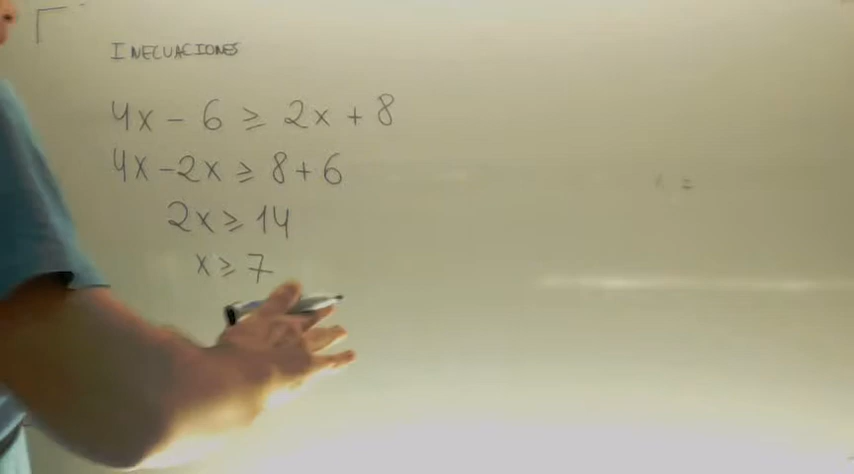 INECUACIONES
4x - 6 ≥ 2x + 8
4x - 2x ≥ 8 + 6
2x ≥ 14
x ≥ 7